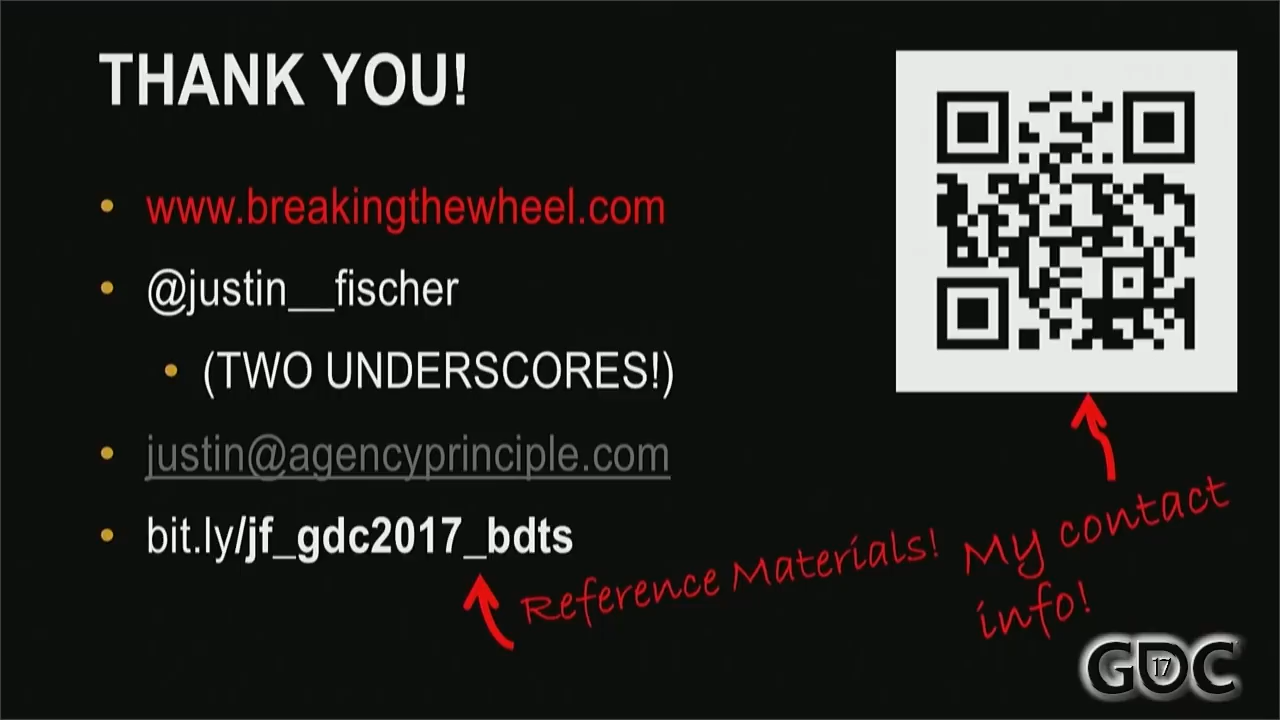 THANK YOU!
www.breakingthewheel.com
@justin__fischer
(TWO UNDERSCORES!)
justin@agencyprinciple.com
bit.ly/jf_gdc2017_bdts
Reference Materials!
My contact
info!
GDC
17